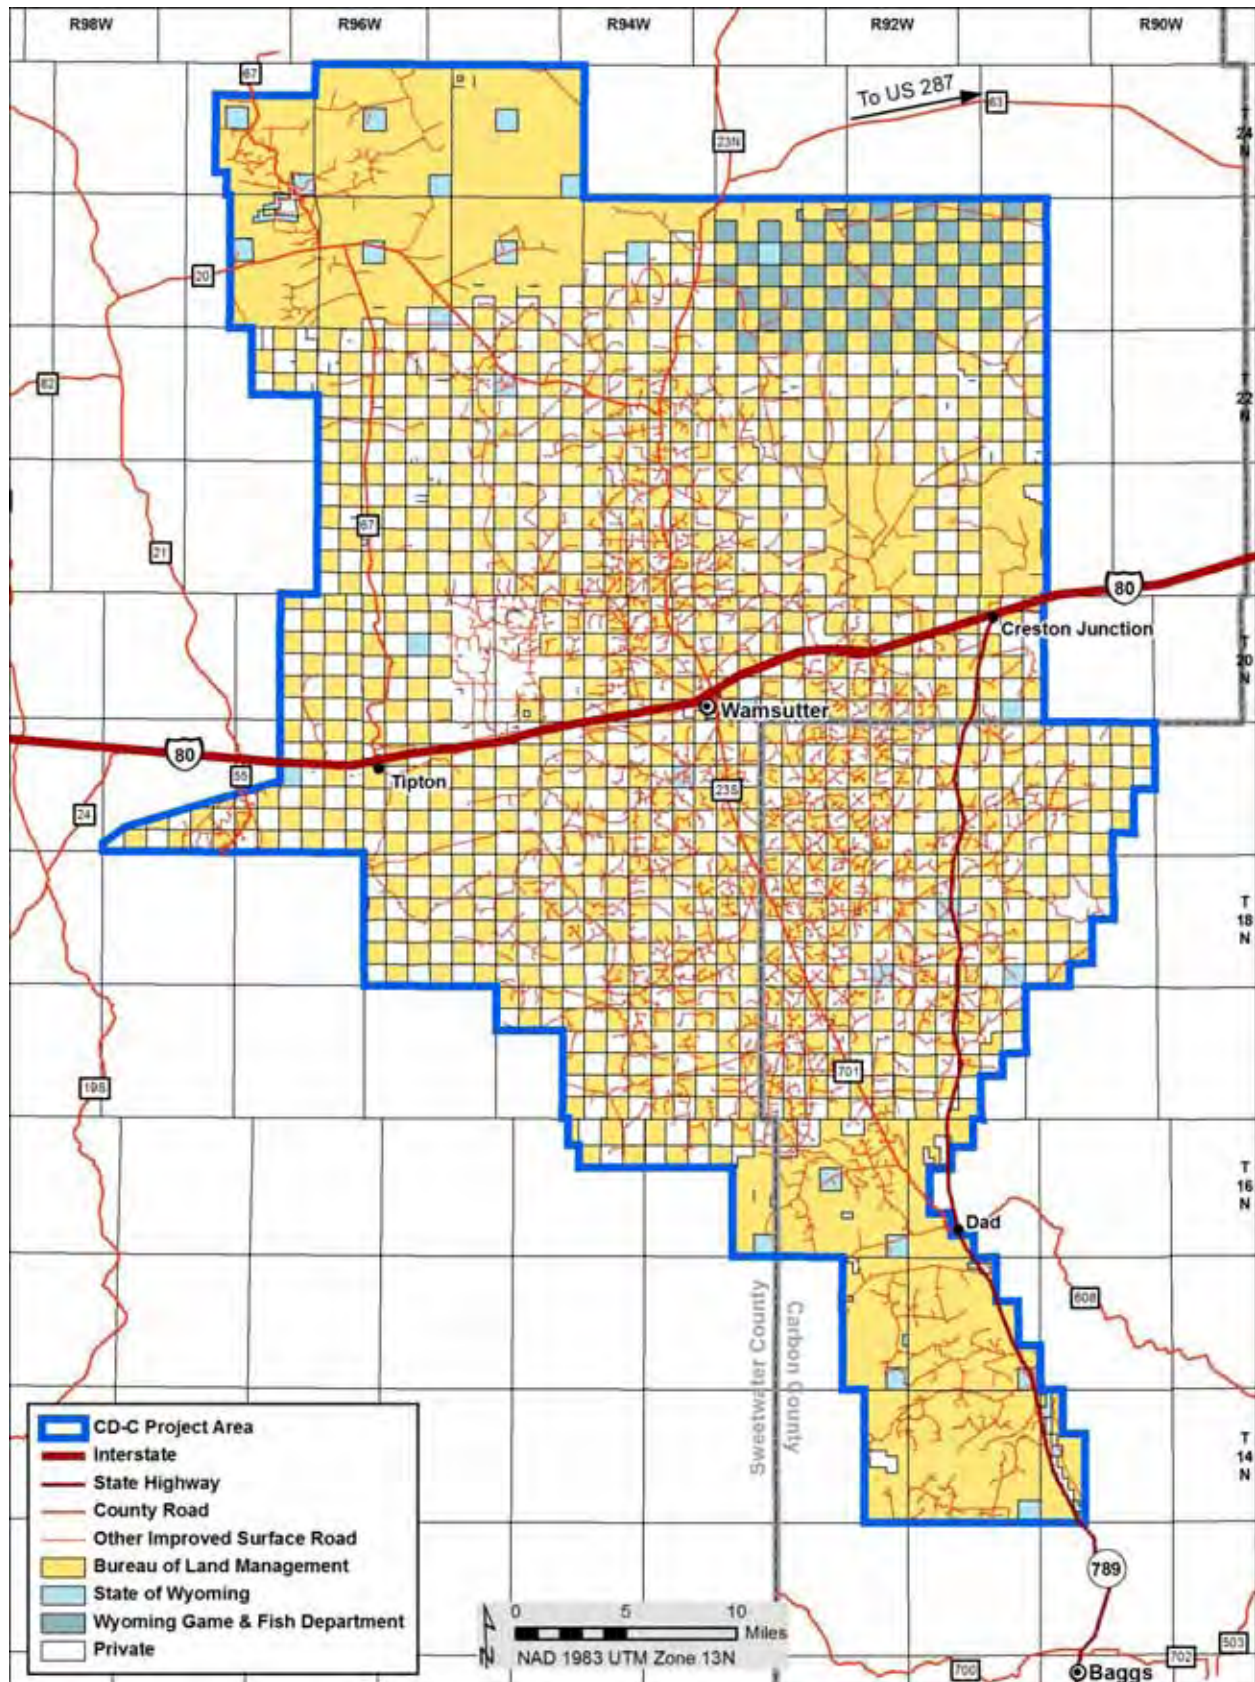 R98W R96W R94W R92W R90W
67
To US 287
63
23N
T
24
N
20
82
T
22
N
67
21
80
Creston Junction
T
20
N
Wamsutter
80
55
Tipton
23S
24
T
18
N
701
19S
T
16
N
Dad
608
Sweetwater County
Carbon County
T
14
N
CD-C Project Area
Interstate
State Highway
County Road
Other Improved Surface Road
Bureau of Land Management
State of Wyoming
Wyoming Game & Fish Department
Private
789
N
0 5 10
Miles
NAD 1983 UTM Zone 13N
503
702
700
Baggs